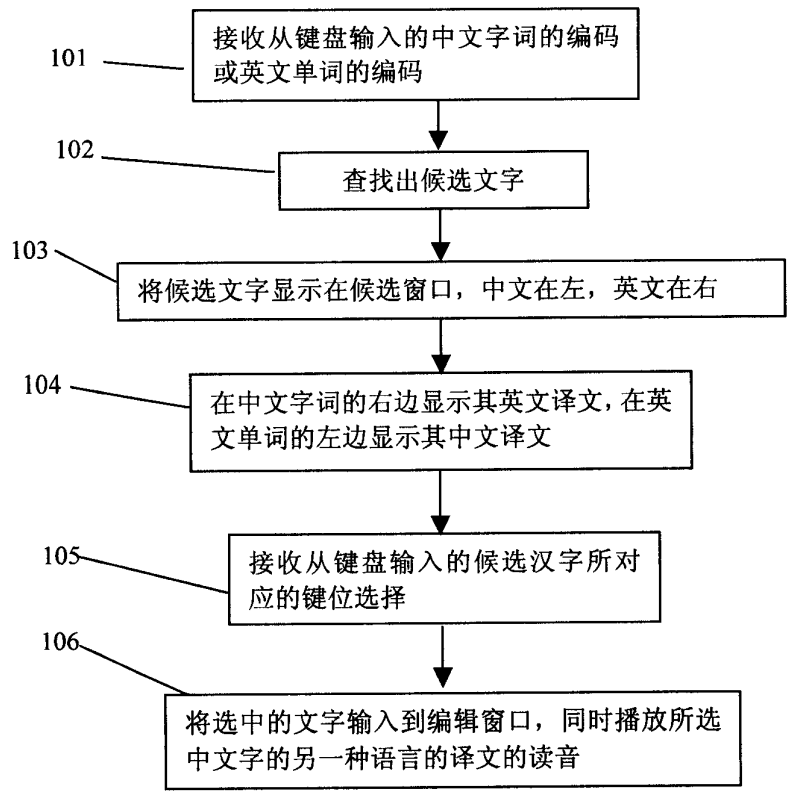 101
接收从键盘输入的中文字词的编码
或英文单词的编码
102
查找出候选文字
103
将候选文字显示在候选窗口，中文在左，英文在右
104
在中文字词的右边显示其英文译文，在英
文单词的左边显示其中文译文
105
接收从键盘输入的候选汉字所对
应的键位选择
106
将选中的文字输入到编辑窗口，同时播放所选
中文字的另一种语言的译文的读音